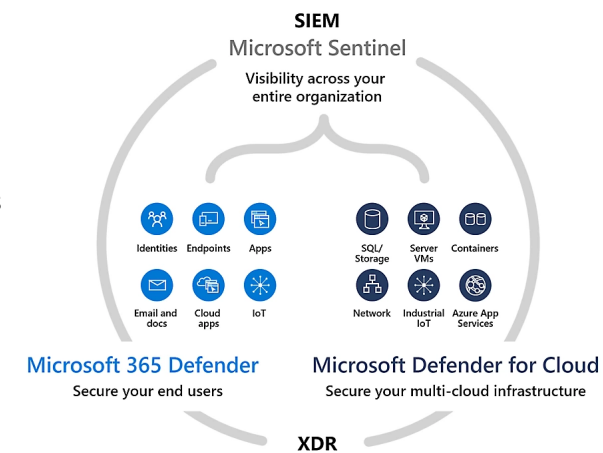 SIEM
Microsoft Sentinel
Visibility across your
entire organization
Identities Endpoints Apps
Email and
docs
Cloud
apps
IoT
SQL/
Storage
Server
VMs
Containers
Network
Industrial
IoT
Azure App
Services
Microsoft 365 Defender
Secure your end users
Microsoft Defender for Cloud
Secure your multi-cloud infrastructure
XDR